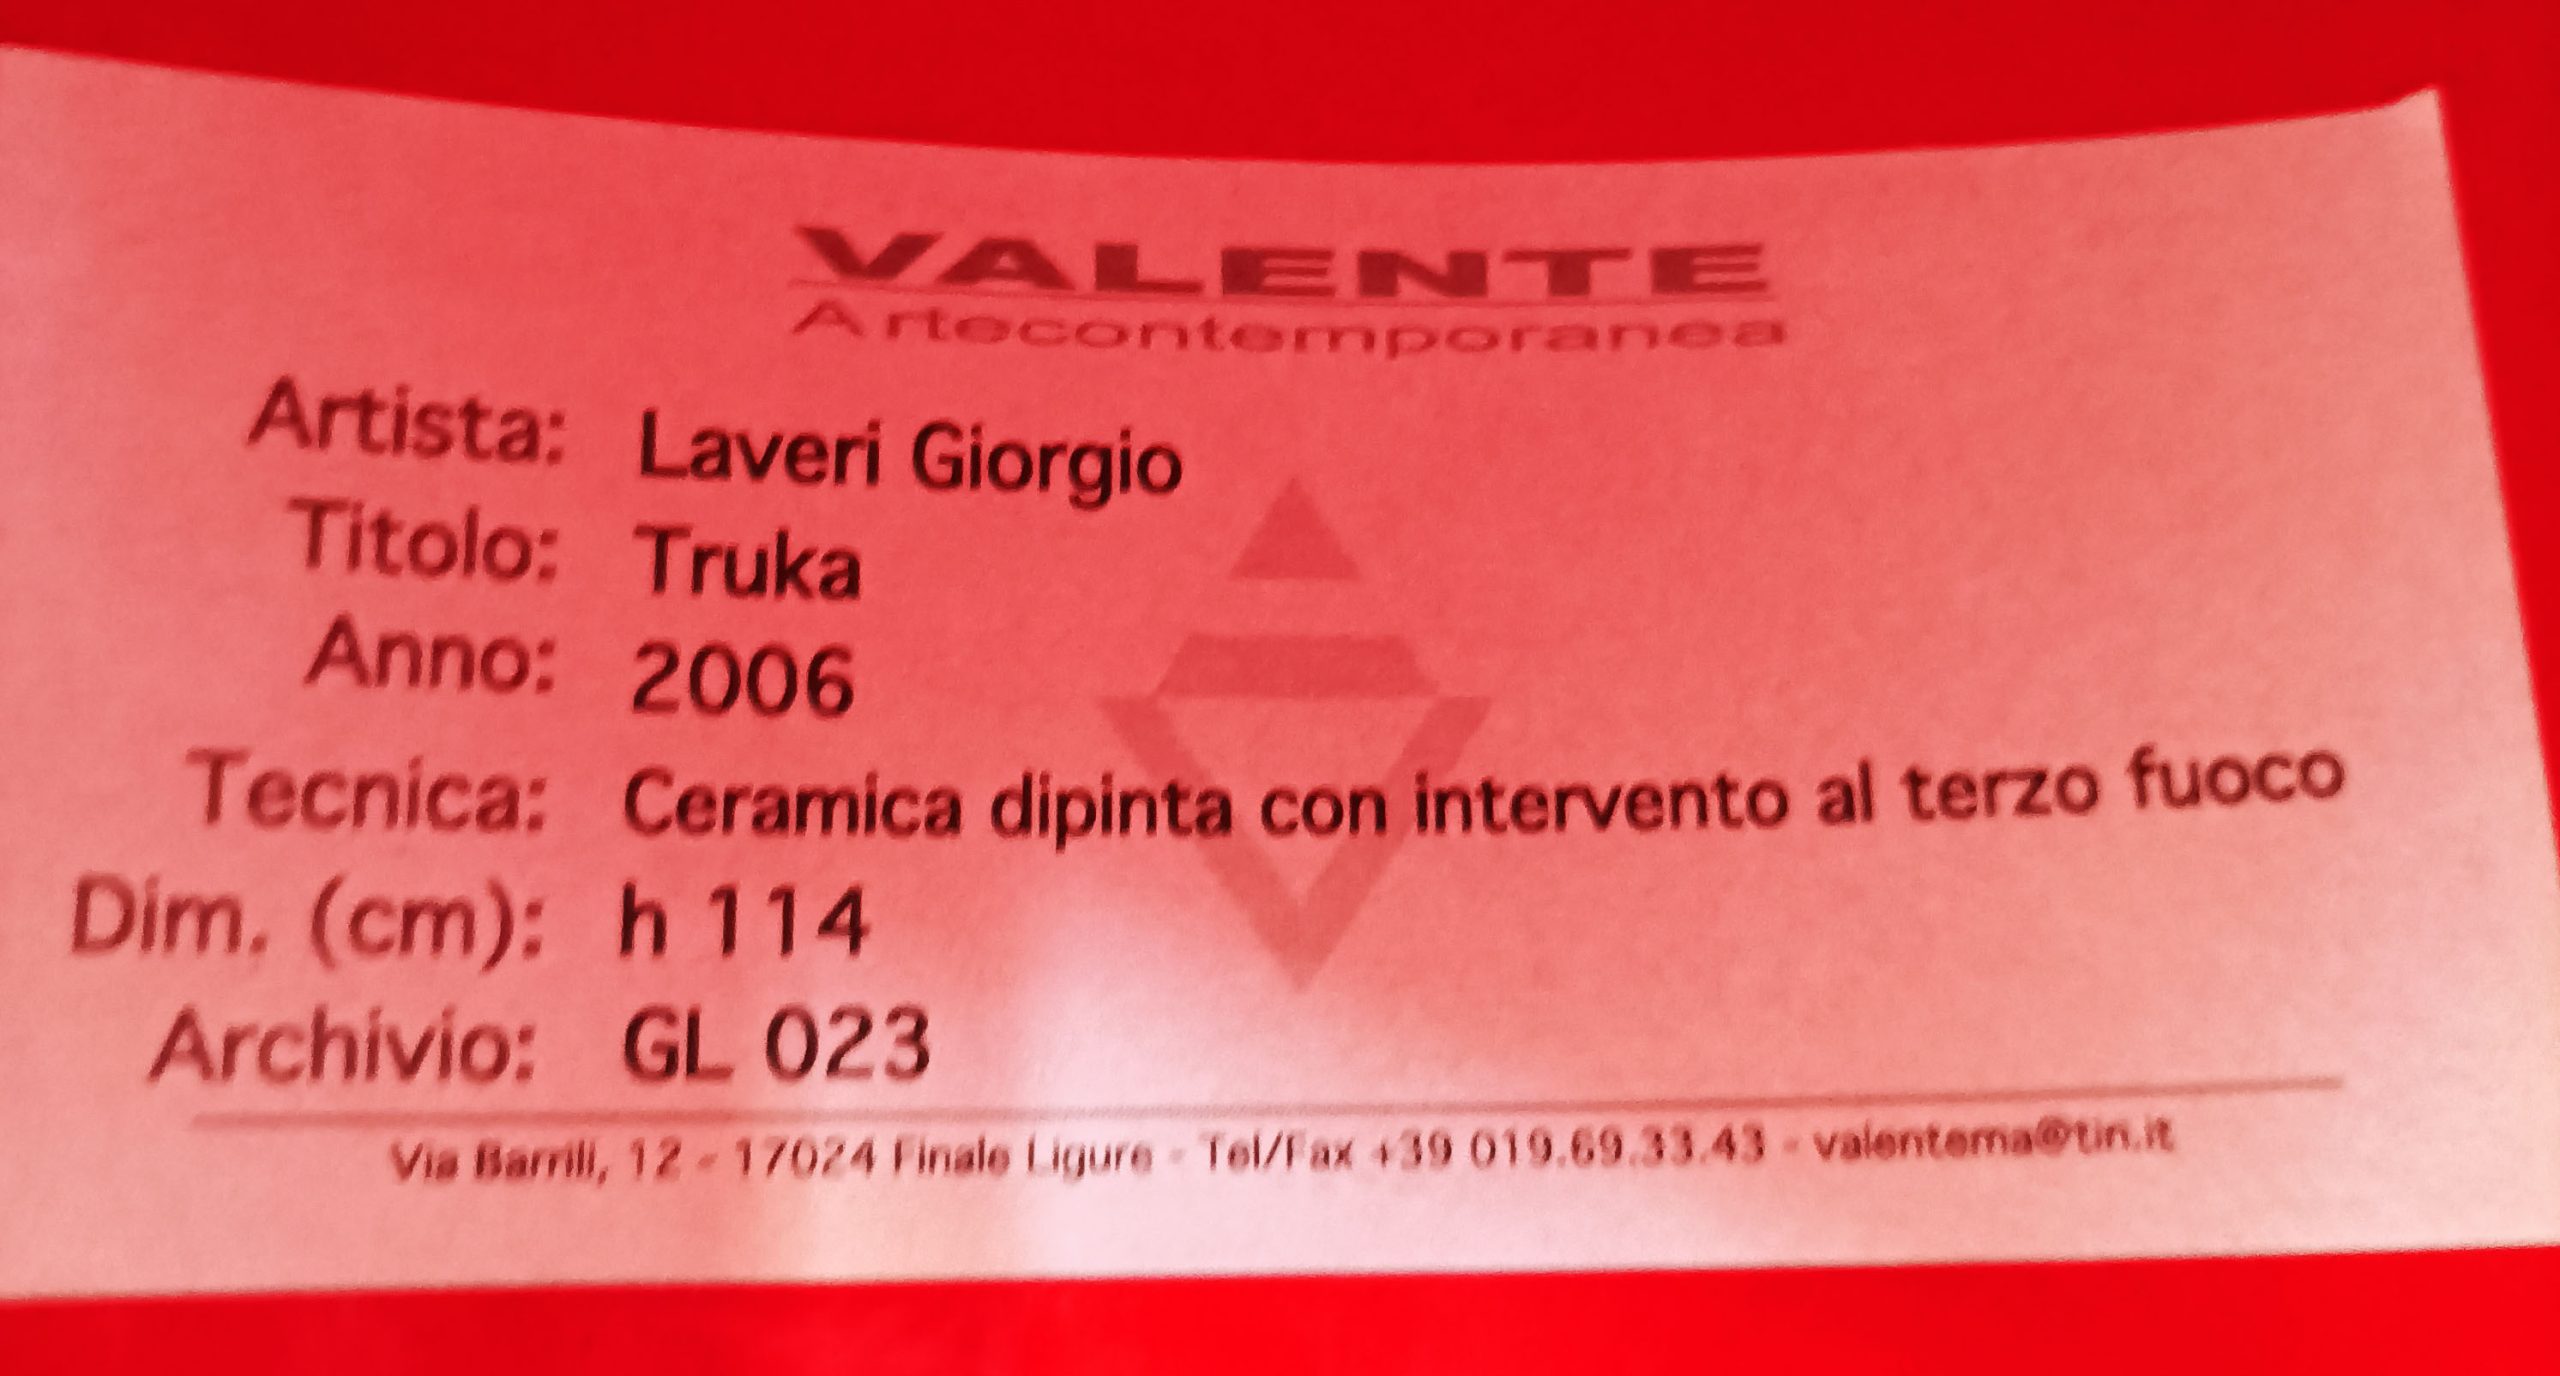 VALENTE
Artecontemporanea
Artista: Laveri Giorgio
Titolo: Truka
Anno: 2006
Tecnica: Ceramica dipinta con intervento al terzo fuoco
Dim. (cm): h 114
Archivio: GL 023
Via Barrili, 12 - 17024 Finale Ligure - Tel/Fax +39 019.69.33.43 - valentema@tin.it